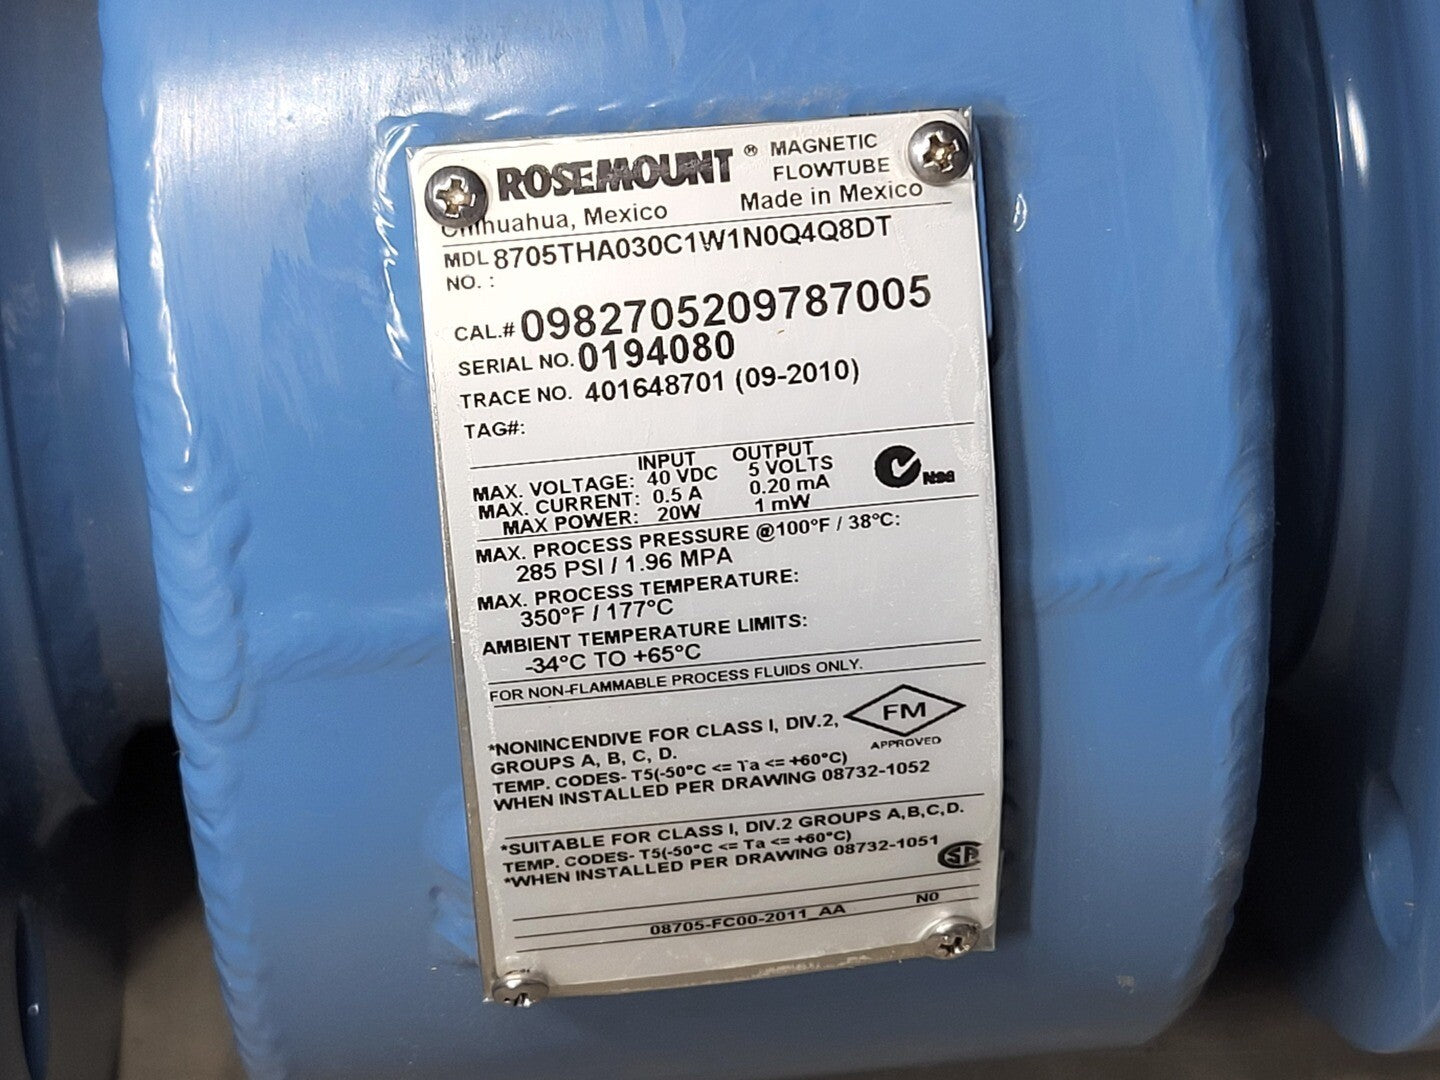 ROSEMOUNT ® MAGNETIC FLOWTUBE
Chihuahua, Mexico Made in Mexico
MDL NO. : 8705THA030C1W1N0Q4Q8DT
CAL.# 0982705209787005
SERIAL NO. 0194080
TRACE NO. 401648701 (09-2010)
TAG#:
INPUT OUTPUT
MAX. VOLTAGE: 40 VDC 5 VOLTS
MAX. CURRENT: 0.5 A 0.20 mA
MAX POWER: 20W 1 mW
N96
MAX. PROCESS PRESSURE @100°F / 38°C:
285 PSI / 1.96 MPA
MAX. PROCESS TEMPERATURE:
350°F / 177°C
AMBIENT TEMPERATURE LIMITS:
-34°C TO +65°C
FOR NON-FLAMMABLE PROCESS FLUIDS ONLY.
*NONINCENDIVE FOR CLASS I, DIV.2,
GROUPS A, B, C, D.
TEMP. CODES- T5(-50°C <= Ta <= +60°C)
WHEN INSTALLED PER DRAWING 08732-1052
FM
APPROVED
*SUITABLE FOR CLASS I, DIV.2 GROUPS A,B,C,D.
TEMP. CODES- T5(-50°C <= Ta <= +60°C)
*WHEN INSTALLED PER DRAWING 08732-1051
SA
08705-FC00-2011_AA N0